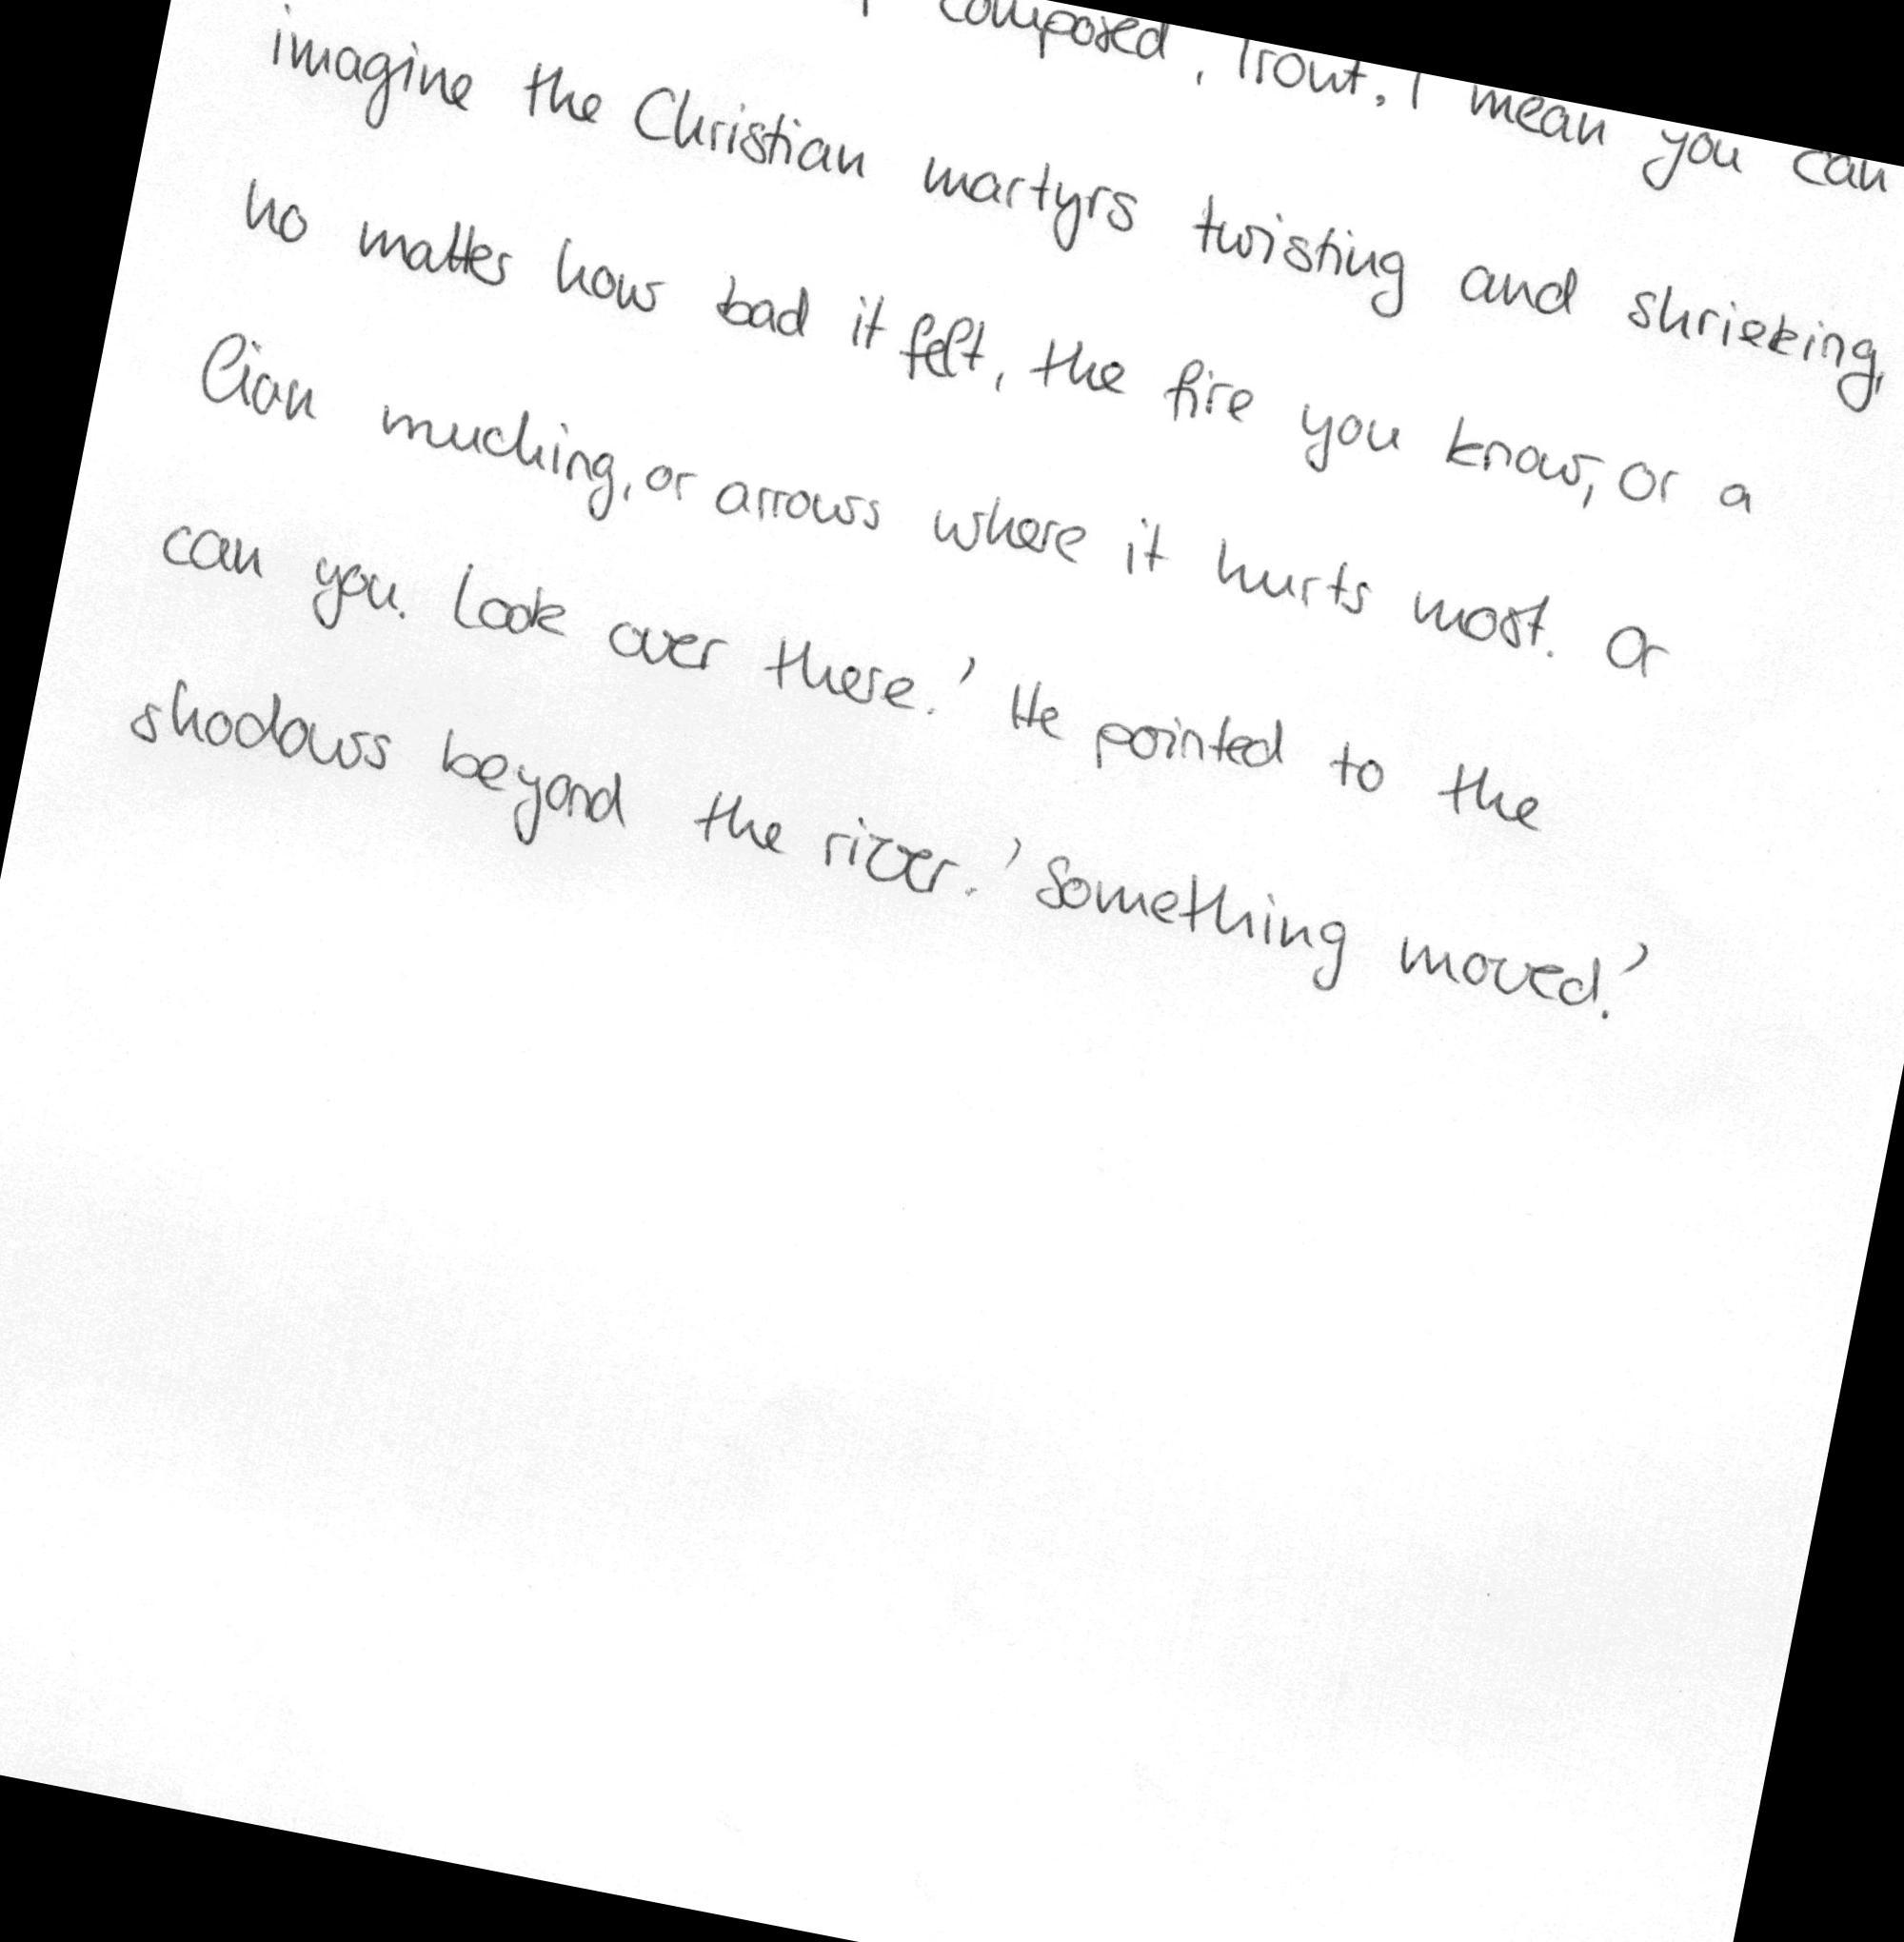 composed, Trout. I mean you can
imagine the Christian martyrs twisting and shrieking,
no matter how bad it felt, the fire you know, or a
lion muching, or arrows where it hurts most. Or
can you. Look over there.' He pointed to the
shadows beyond the river. 'Something moved.'